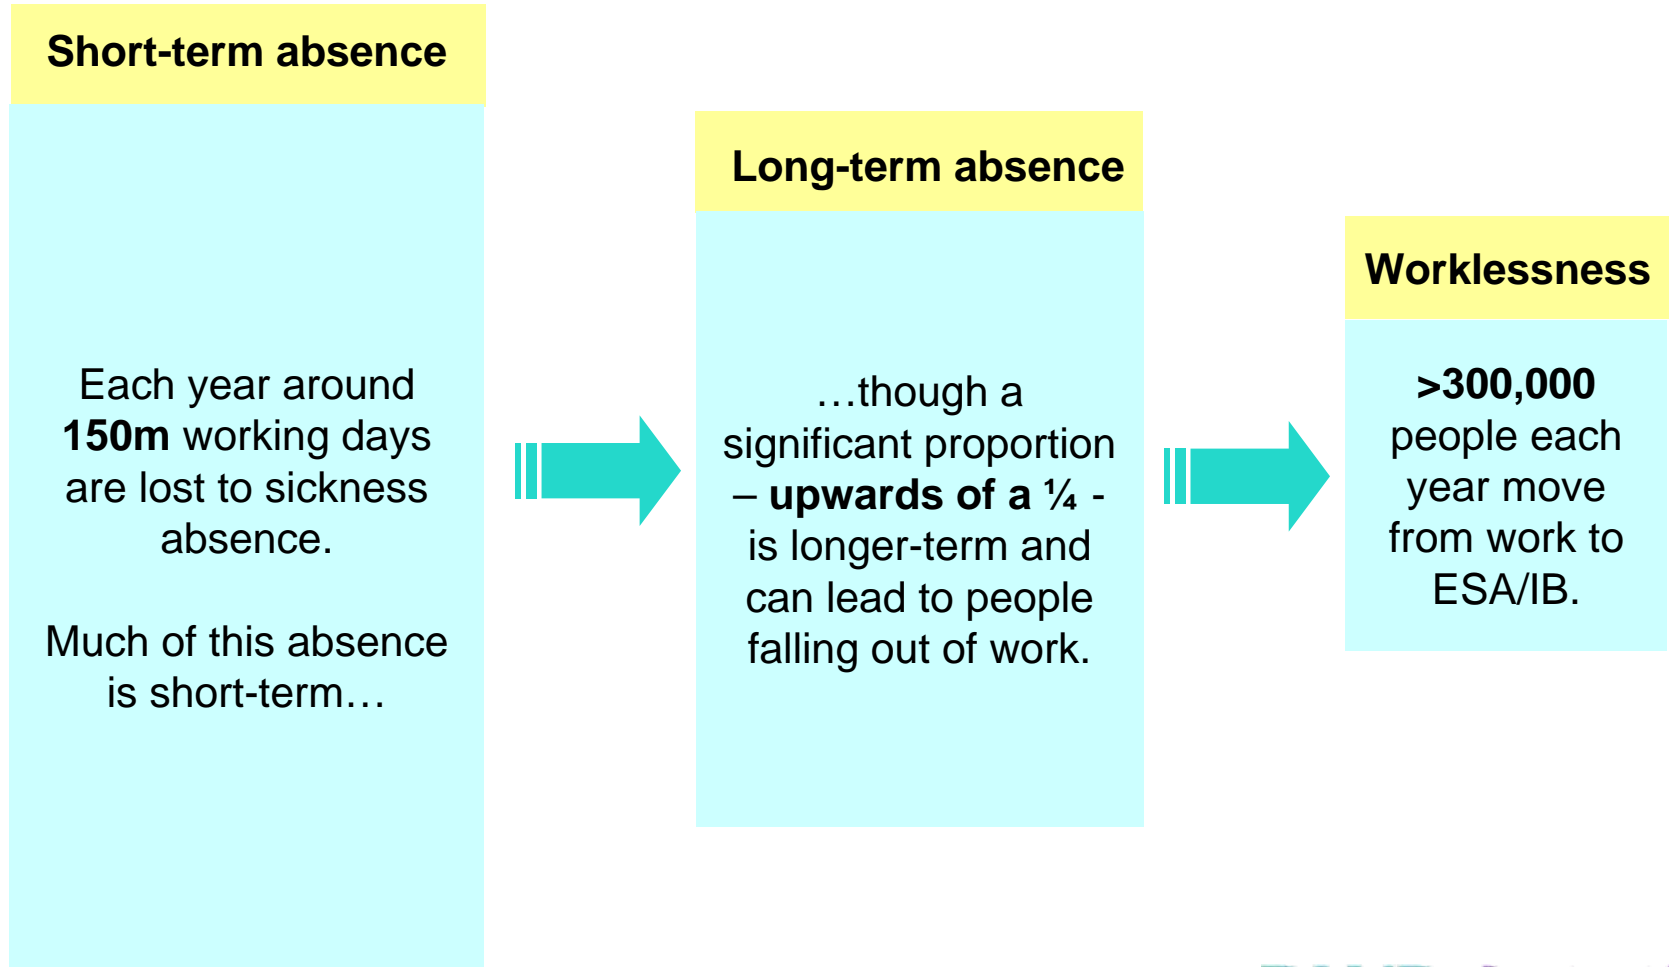 Short-term absence
Each year around
150m working days
are lost to sickness
absence.
Much of this absence
is short-term…
Long-term absence
…though a
significant proportion
– upwards of a ¼ -
is longer-term and
can lead to people
falling out of work.
Worklessness
>300,000
people each
year move
from work to
ESA/IB.